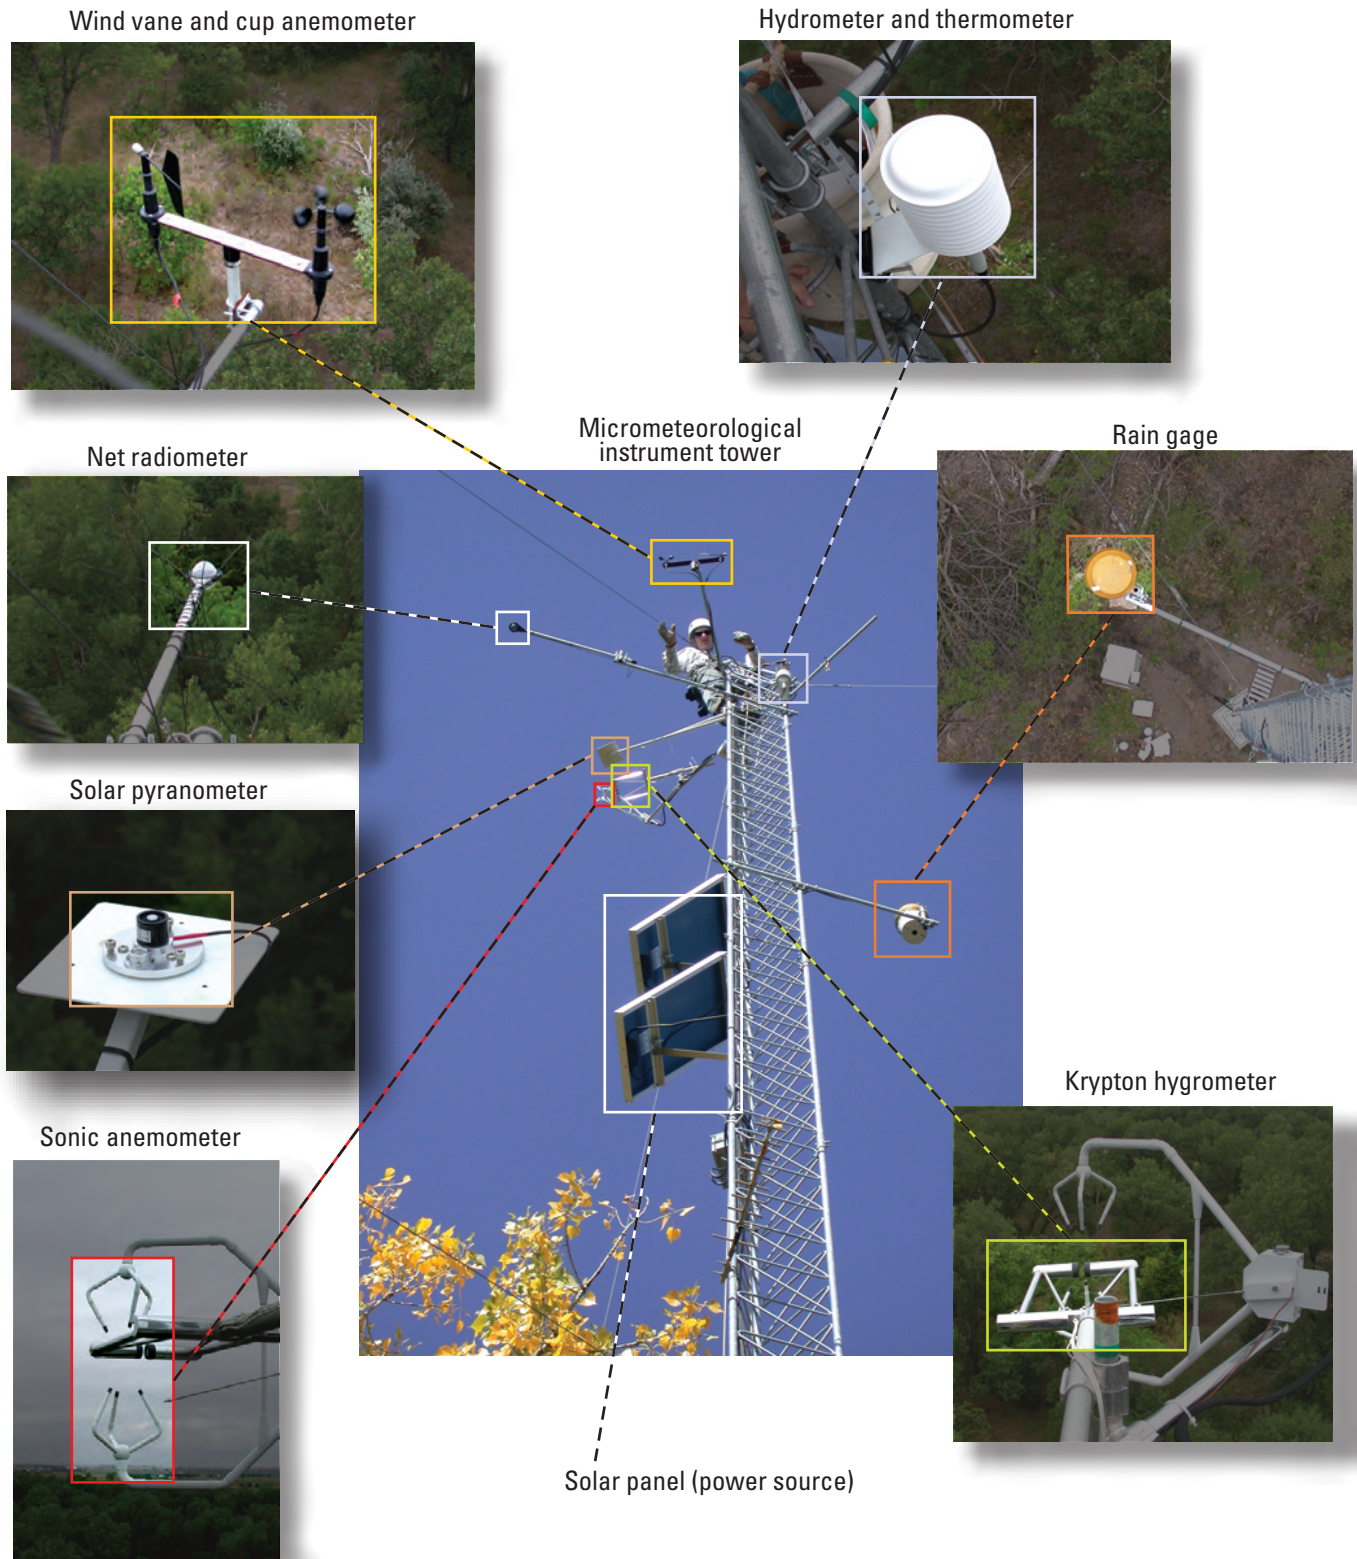 Wind vane and cup anemometer
Hydrometer and thermometer
Micrometeorological
instrument tower
Net radiometer
Rain gage
Solar pyranometer
Krypton hygrometer
Sonic anemometer
Solar panel (power source)